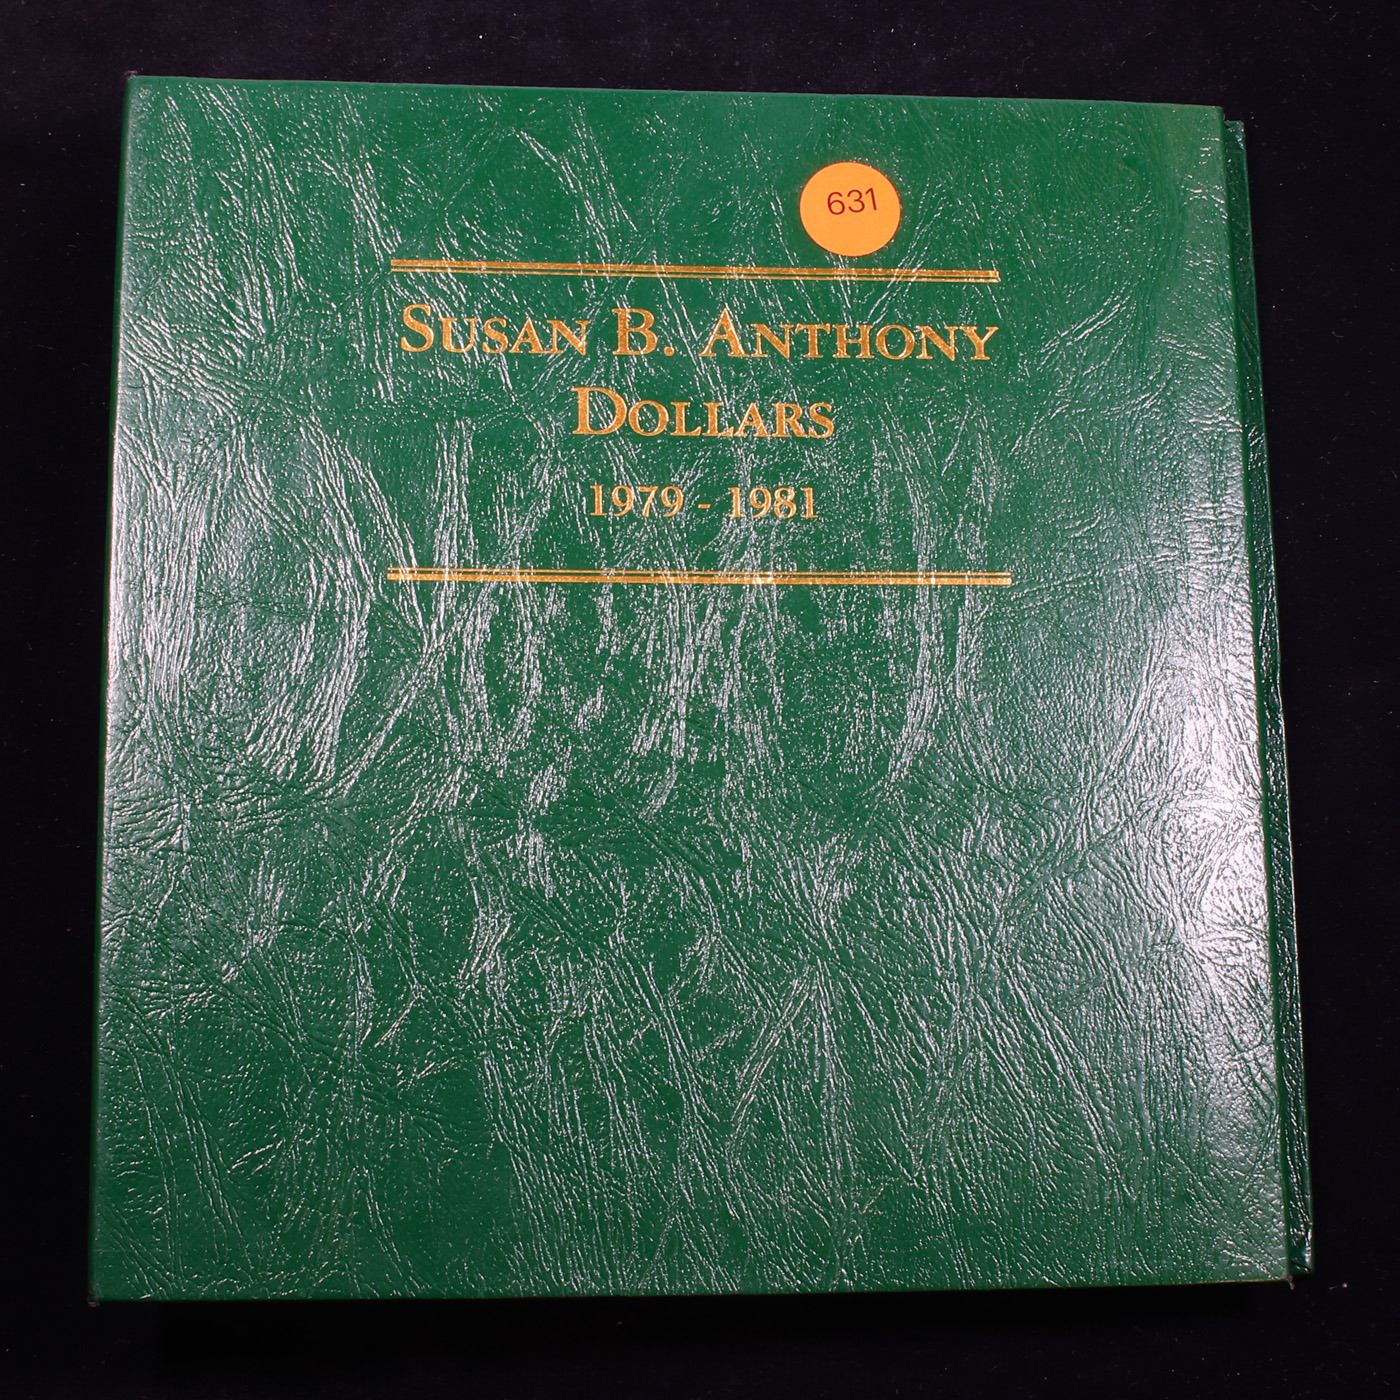 631
SUSAN B. ANTHONY
DOLLARS
1979 - 1981